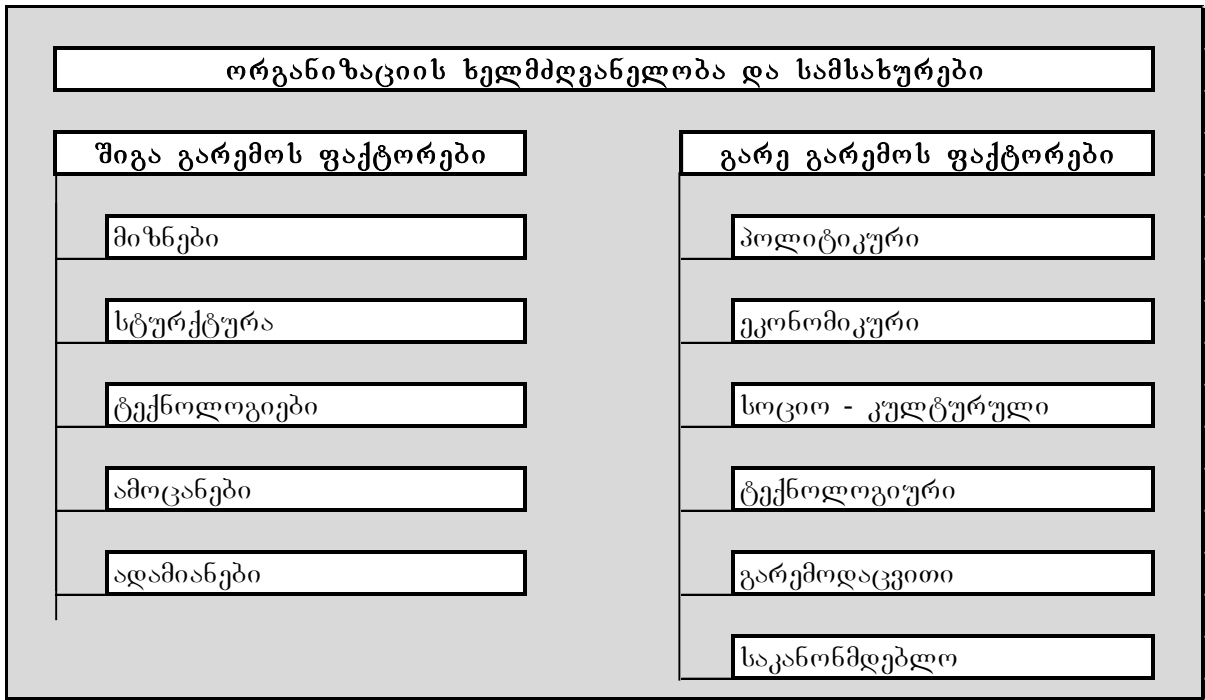 ორგანიზაციის ხელმძღვანელობა და სამსახურები
შიგა გარემოს ფაქტორები
მიზნები
სტურქტურა
ტექნოლოგიები
ამოცანები
ადამიანები
გარე გარემოს ფაქტორები
პოლიტიკური
ეკონომიკური
სოციო - კულტურული
ტექნოლოგიური
გარემოდაცვითი
საკანონმდებლო